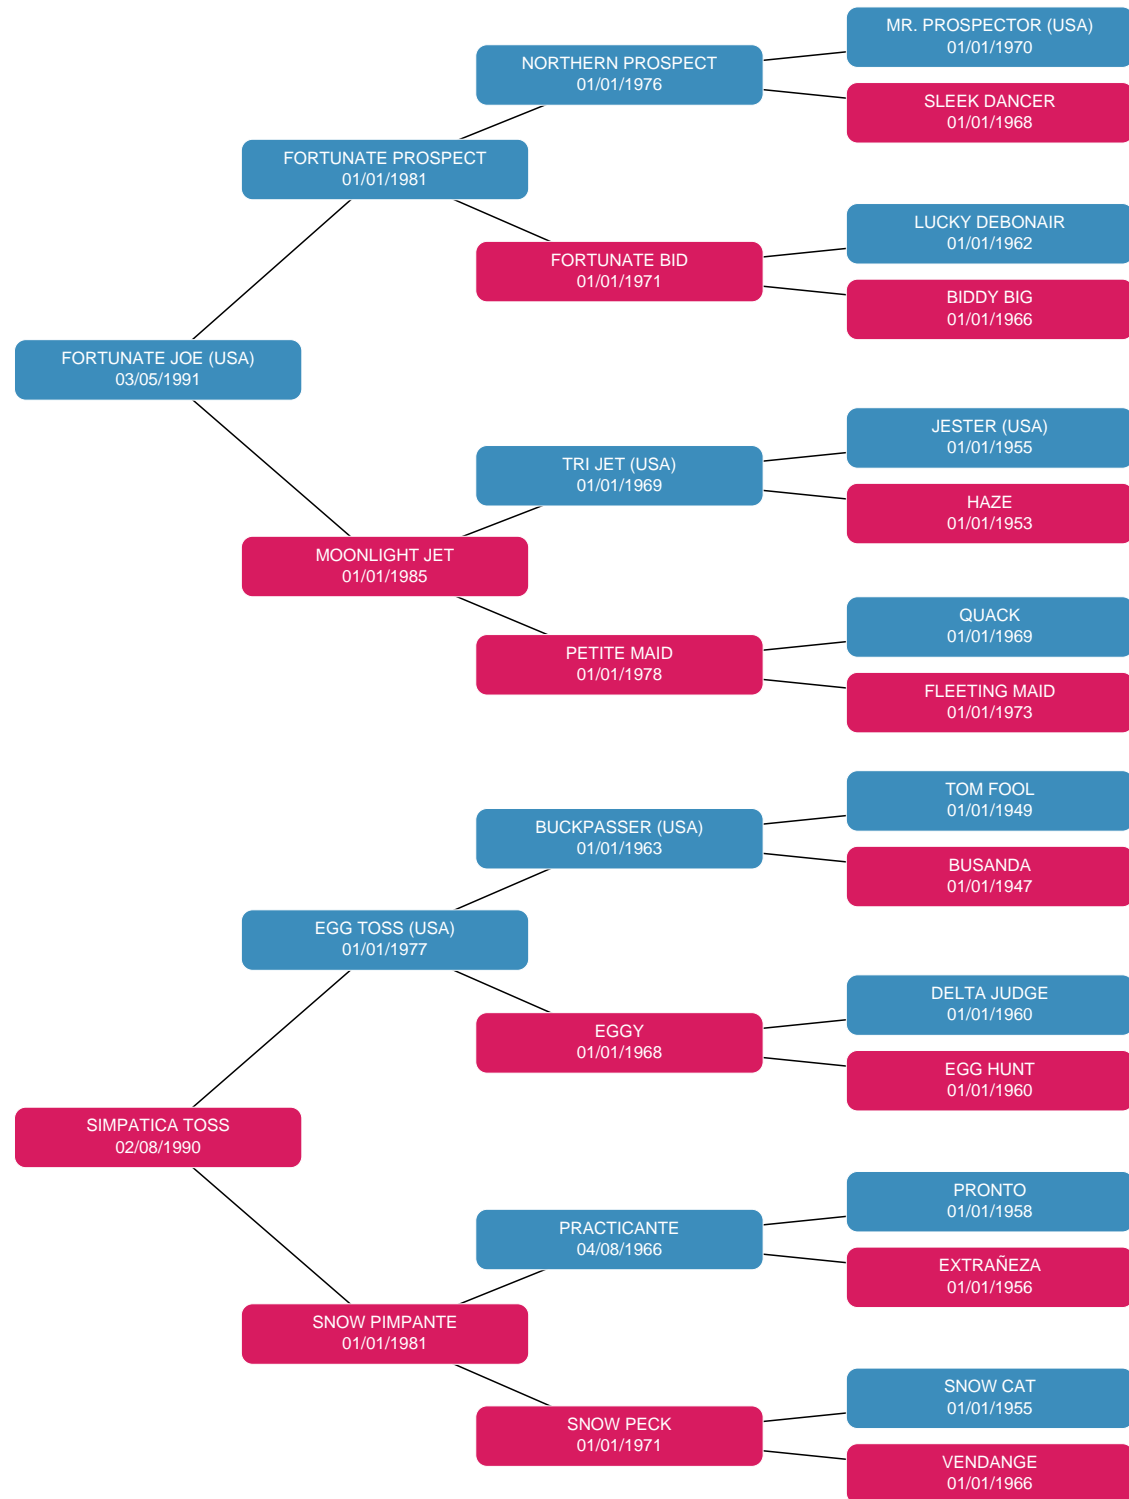 MR. PROSPECTOR (USA)
01/01/1970
NORTHERN PROSPECT
01/01/1976
SLEEK DANCER
01/01/1968
FORTUNATE PROSPECT
01/01/1981
LUCKY DEBONAIR
01/01/1962
FORTUNATE BID
01/01/1971
BIDDY BIG
01/01/1966
FORTUNATE JOE (USA)
03/05/1991
JESTER (USA)
01/01/1955
TRI JET (USA)
01/01/1969
HAZE
01/01/1953
MOONLIGHT JET
01/01/1985
QUACK
01/01/1969
PETITE MAID
01/01/1978
FLEETING MAID
01/01/1973
TOM FOOL
01/01/1949
BUCKPASSER (USA)
01/01/1963
BUSANDA
01/01/1947
EGG TOSS (USA)
01/01/1977
DELTA JUDGE
01/01/1960
EGGY
01/01/1968
EGG HUNT
01/01/1960
SIMPATICA TOSS
02/08/1990
PRONTO
01/01/1958
PRACTICANTE
04/08/1966
EXTRAÑEZA
01/01/1956
SNOW PIMPANTE
01/01/1981
SNOW CAT
01/01/1955
SNOW PECK
01/01/1971
VENDANGE
01/01/1966